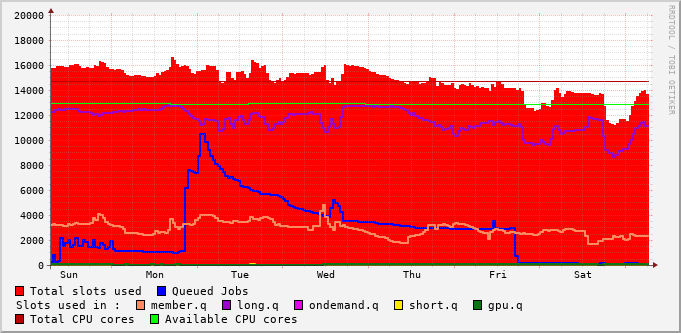 20000
18000
16000
14000
12000
10000
8000
6000
4000
2000
0
Sun Mon Tue Wed Thu Fri Sat
RRDTOOL / TOBI OETIKER
Total slots used Queued Jobs
Slots used in : member.q long.q ondemand.q short.q gpu.q
Total CPU cores Available CPU cores